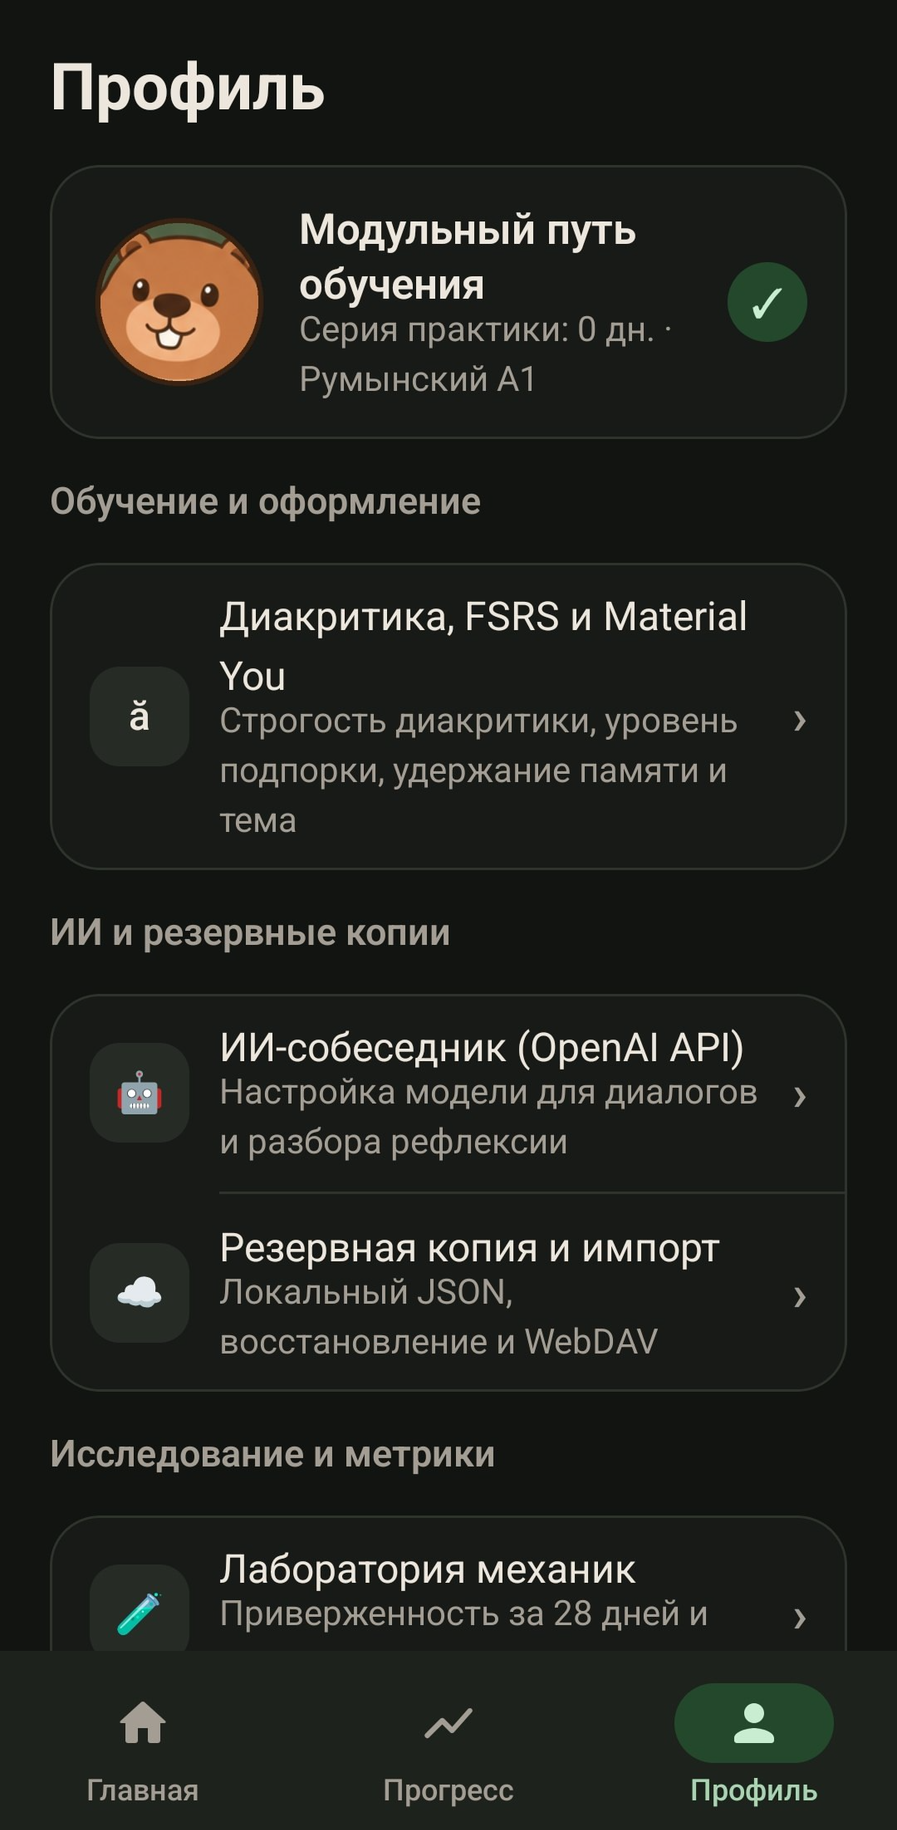 Профиль
Модульный путь
обучения
Серия практики: 0 дн. ·
Румынский A1
✓
Обучение и оформление
ă
Диакритика, FSRS и Material
You
Строгость диакритики, уровень
подпорки, удержание памяти и
тема
›
ИИ и резервные копии
ИИ-собеседник (OpenAI API)
Настройка модели для диалогов
и разбора рефлексии
›
Резервная копия и импорт
Локальный JSON,
восстановление и WebDAV
›
Исследование и метрики
Лаборатория механик
Приверженность за 28 дней и
›
Главная
Прогресс
Профиль